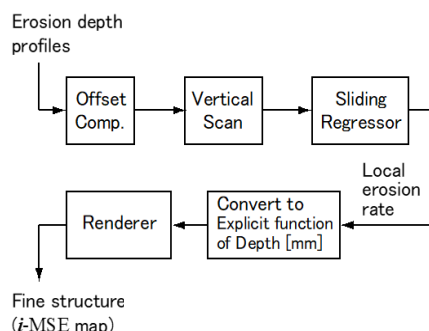 Erosion depth
profiles
Offset
Comp.
Vertical
Scan
Sliding
Regressor
Local
erosion
rate
Convert to
Explicit function
of Depth [mm]
Renderer
Fine structure
(i-MSE map)